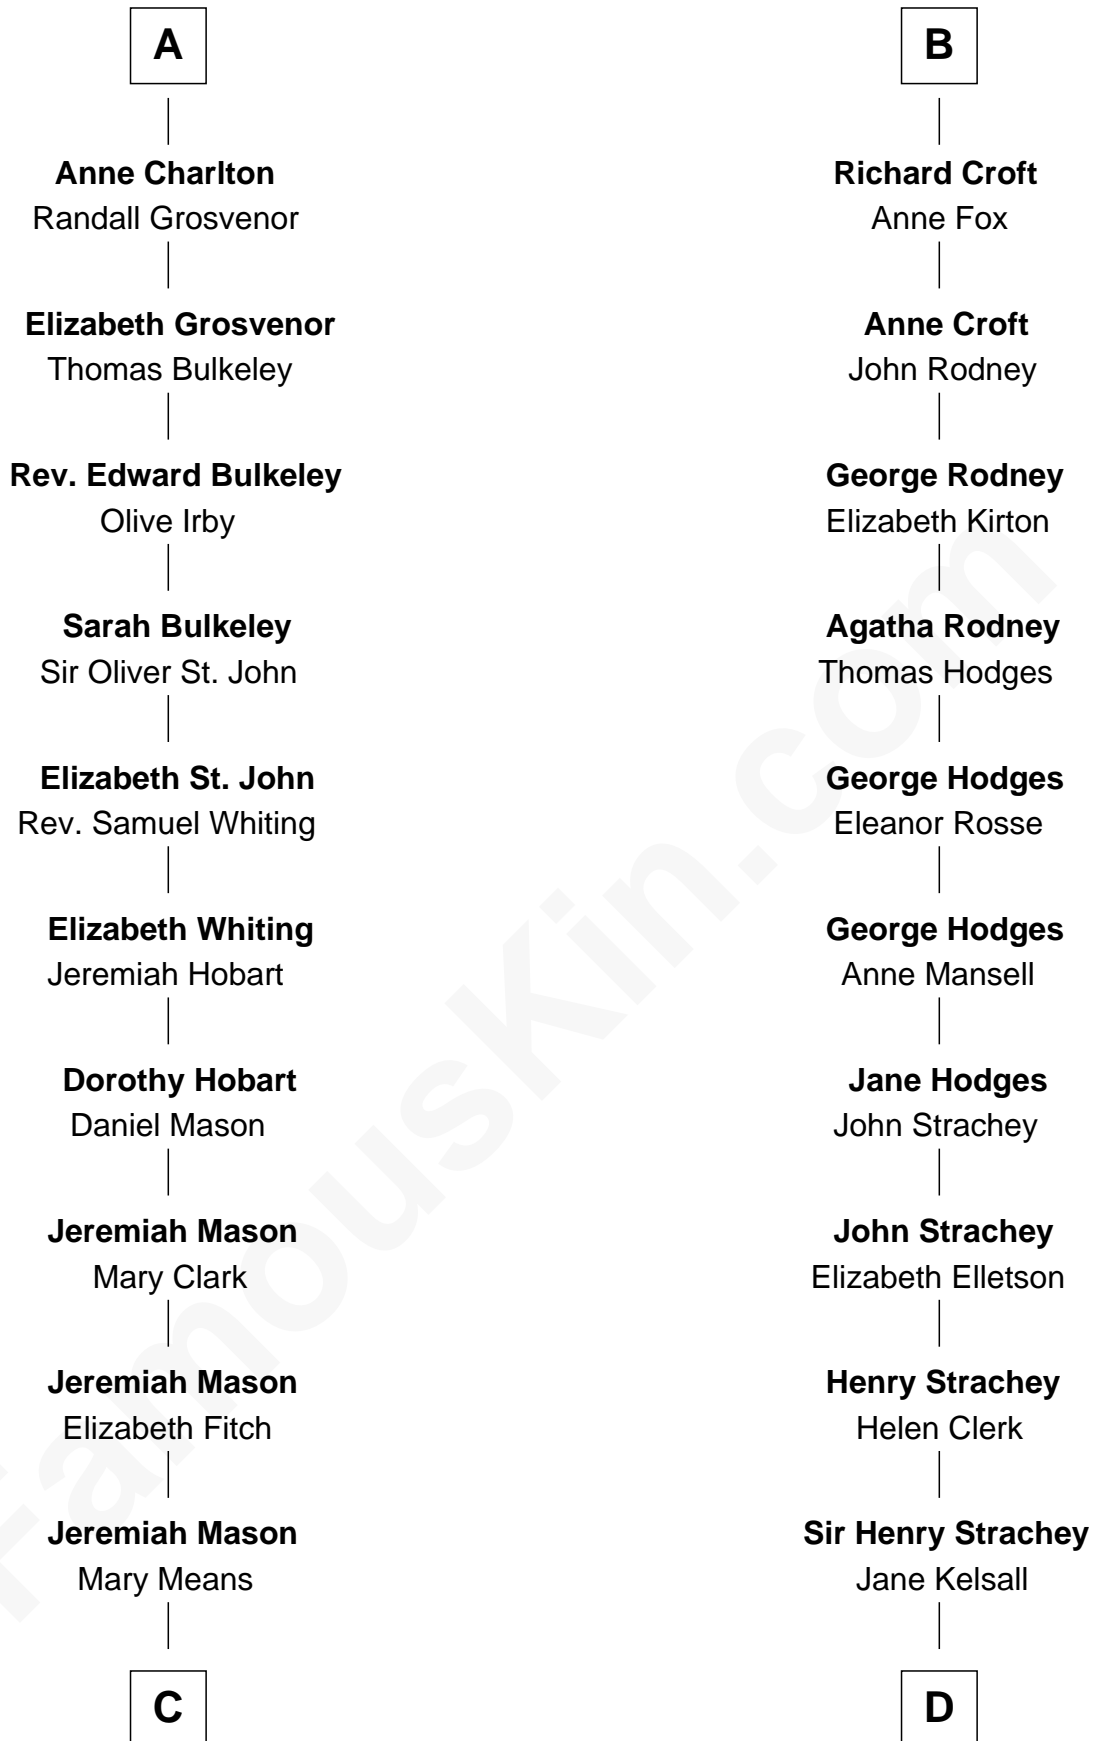 A
Anne Charlton
Randall Grosvenor
Elizabeth Grosvenor
Thomas Bulkeley
Rev. Edward Bulkeley
Olive Irby
Sarah Bulkeley
Sir Oliver St. John
Elizabeth St. John
Rev. Samuel Whiting
Elizabeth Whiting
Jeremiah Hobart
Dorothy Hobart
Daniel Mason
Jeremiah Mason
Mary Clark
Jeremiah Mason
Elizabeth Fitch
Jeremiah Mason
Mary Means
C
B
Richard Croft
Anne Fox
Anne Croft
John Rodney
George Rodney
Elizabeth Kirton
Agatha Rodney
Thomas Hodges
George Hodges
Eleanor Rosse
George Hodges
Anne Mansell
Jane Hodges
John Strachey
John Strachey
Elizabeth Elletson
Henry Strachey
Helen Clerk
Sir Henry Strachey
Jane Kelsall
D
FamousKin.com